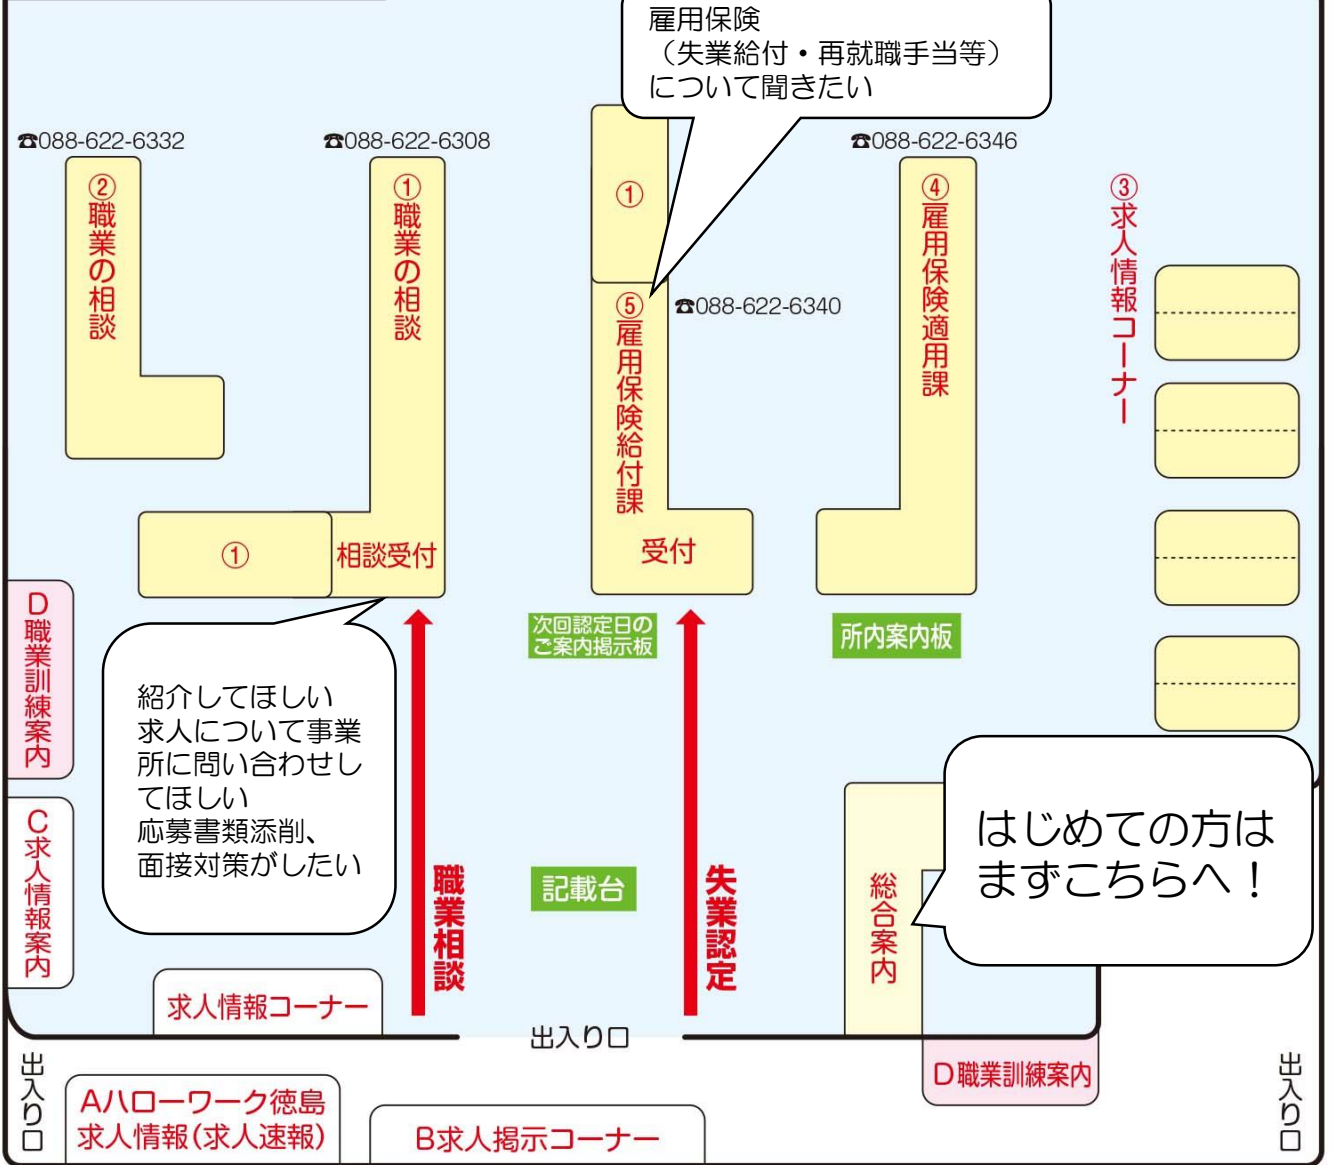 雇用保険
（失業給付・再就職手当等）
について聞きたい
☎088-622-6332
☎088-622-6308
☎088-622-6346
②職業の相談
①職業の相談
①
④雇用保険適用課
③求人情報コーナー
⑤雇用保険給付課
☎088-622-6340
①
相談受付
受付
D職業訓練案内
次回認定日の
ご案内掲示板
所内案内板
紹介してほしい
求人について事業
所に問い合わせし
てほしい
応募書類添削、
面接対策がしたい
はじめての方は
まずこちらへ！
C求人情報案内
職業相談
記載台
失業認定
総合案内
求人情報コーナー
出入り口
出入り口
Aハローワーク徳島
求人情報(求人速報)
B求人掲示コーナー
D職業訓練案内
出入り口